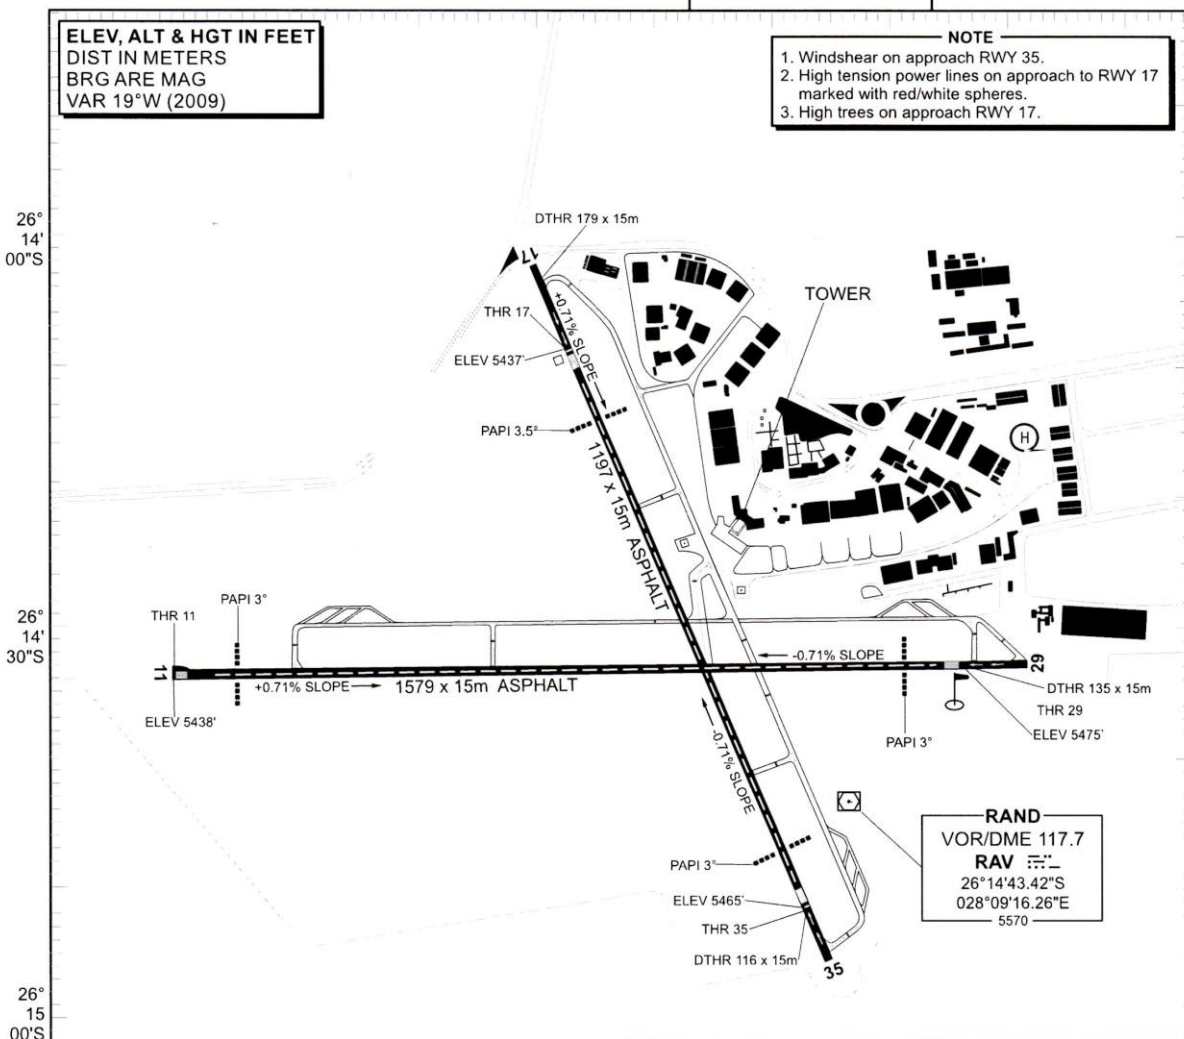 ELEV, ALT & HGT IN FEET
DIST IN METERS
BRG ARE MAG
VAR 19°W (2009)
NOTE
1. Windshear on approach RWY 35.
2. High tension power lines on approach to RWY 17
marked with red/white spheres.
3. High trees on approach RWY 17.
26°
14'
00"S
DTHR 179 x 15m
17
THR 17
+0.71% SLOPE
ELEV 5437'
TOWER
PAPI 3.5°
H
1197 x 15m ASPHALT
26°
14'
30"S
THR 11
PAPI 3°
11
-0.71% SLOPE
29
+0.71% SLOPE
1579 x 15m ASPHALT
DTHR 135 x 15m
THR 29
ELEV 5438'
ELEV 5475'
PAPI 3°
-0.71% SLOPE
RAND
VOR/DME 117.7
RAV
26°14'43.42"S
028°09'16.26"E
5570
PAPI 3°
ELEV 5465'
THR 35
DTHR 116 x 15m
35
26°
15
00'S